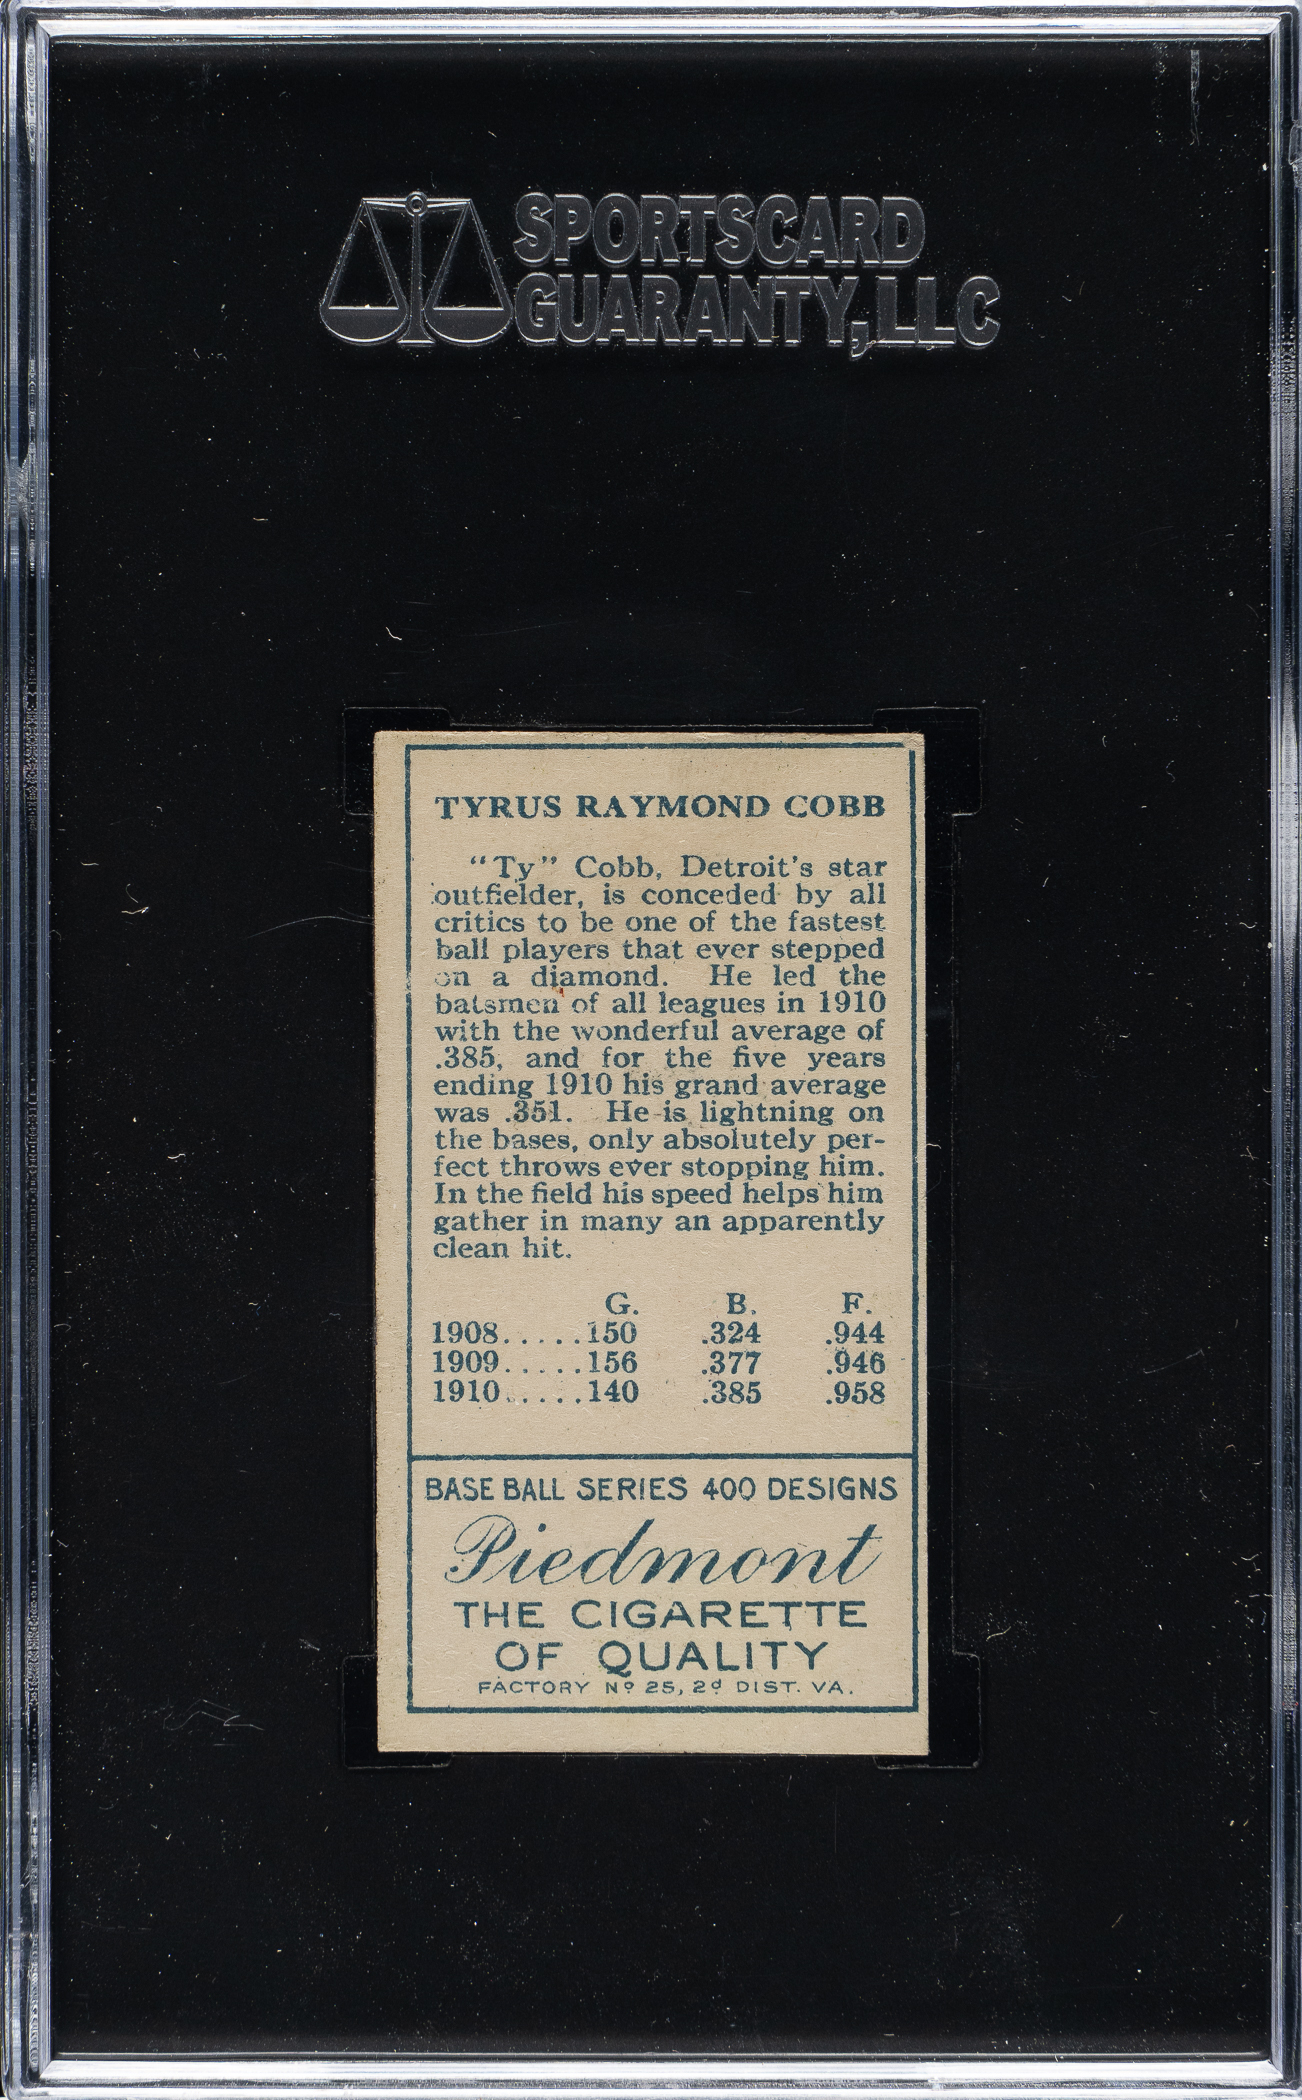 SPORTSCARD
GUARANTY, LLC
TYRUS RAYMOND COBB
"Ty" Cobb, Detroit's star
outfielder, is conceded by all
critics to be one of the fastest
ball players that ever stepped
on a diamond. He led the
batsmen of all leagues in 1910
with the wonderful average of
.385, and for the five years
ending 1910 his grand average
was .351. He is lightning on
the bases, only absolutely per-
fect throws ever stopping him.
In the field his speed helps him
gather in many an apparently
clean hit.
G. B. F.
1908.....150 .324 .944
1909.....156 .377 .946
1910.....140 .385 .958
BASE BALL SERIES 400 DESIGNS
Piedmont
THE CIGARETTE
OF QUALITY
FACTORY Nº 25, 2d DIST. VA.